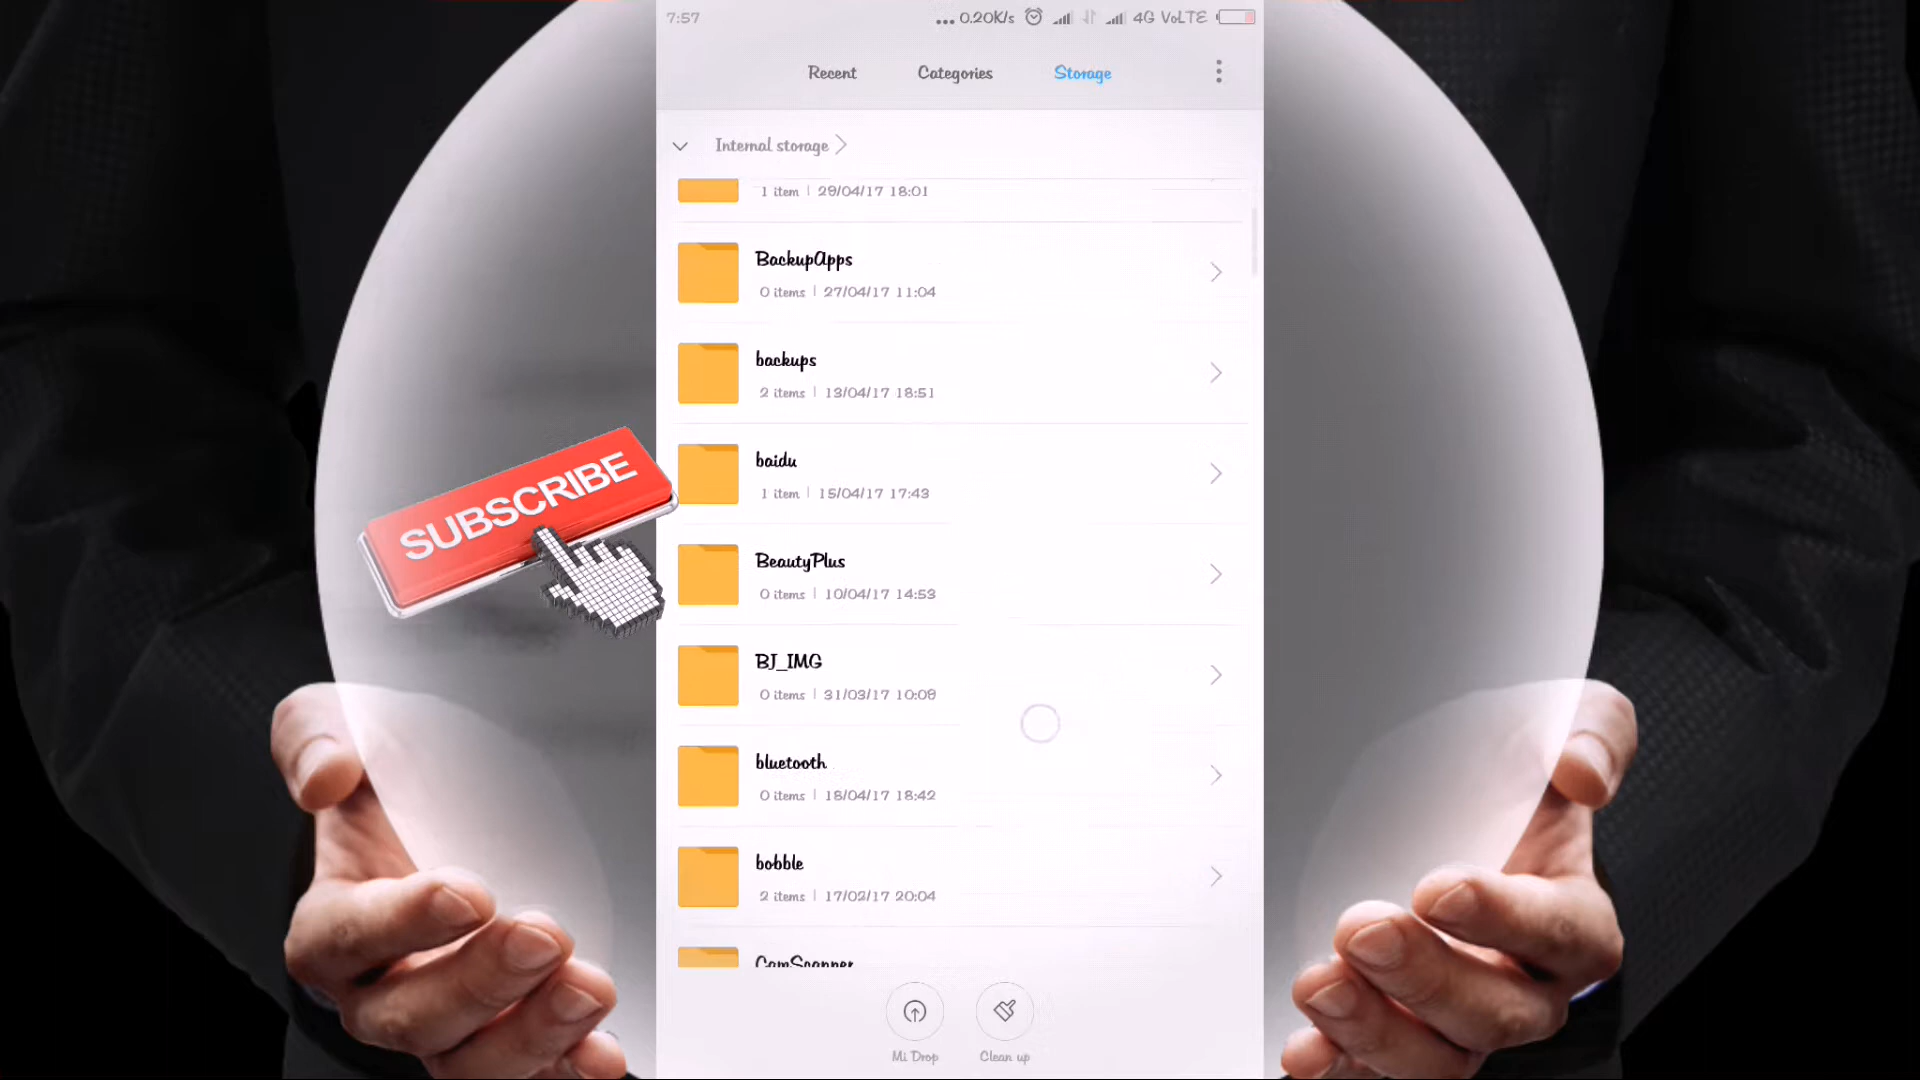 7:57 ... 0.20K/s 4G VoLTE
Recent Categories Storage
Internal storage
1 item | 29/04/17 18:01
BackupApps
0 items | 27/04/17 11:04
backups
2 items | 13/04/17 18:51
baidu
1 item | 15/04/17 17:43
BeautyPlus
0 items | 10/04/17 14:53
BJ_IMG
0 items | 31/03/17 10:08
bluetooth
0 items | 18/04/17 18:42
bobble
2 items | 17/02/17 20:04
CamScanner
Mi Drop Clean up
SUBSCRIBE